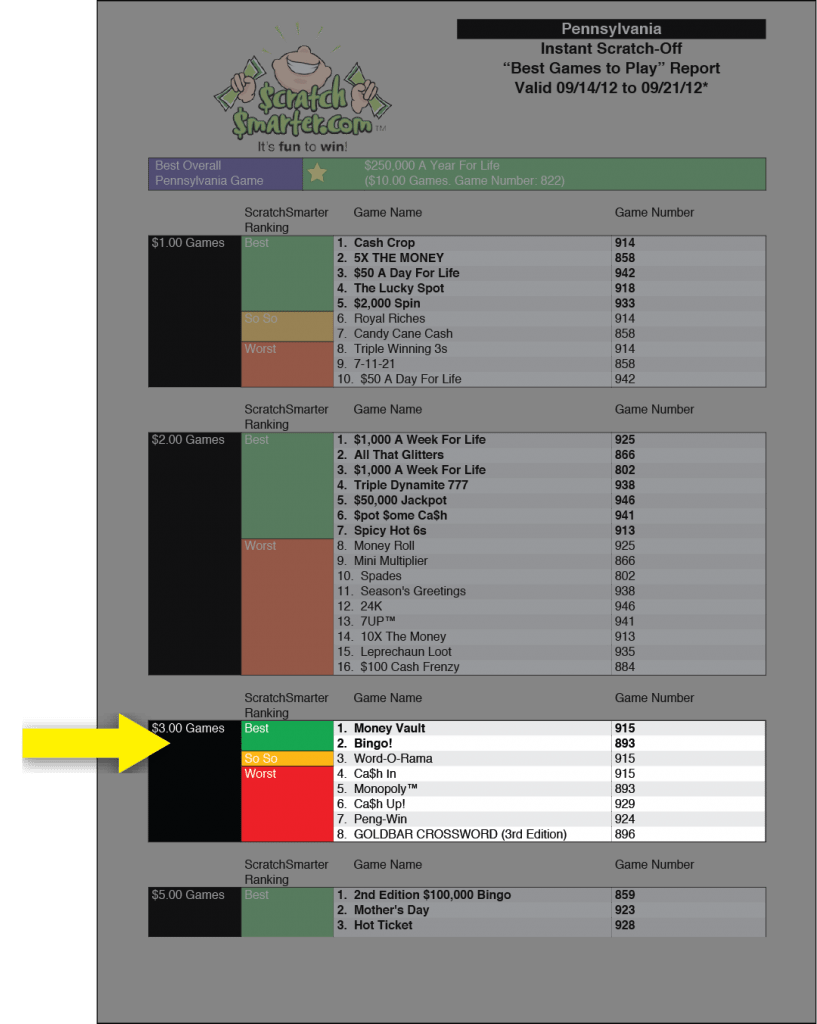 Pennsylvania
Instant Scratch-Off
“Best Games to Play” Report
Valid 09/14/12 to 09/21/12*
$cratch
$marter.com™
It's fun to win!
Best Overall
Pennsylvania Game
$250,000 A Year For Life
($10.00 Games. Game Number: 822)
ScratchSmarter Ranking Game Name Game Number
$1.00 Games Best 1. Cash Crop 914
2. 5X THE MONEY 858
3. $50 A Day For Life 942
4. The Lucky Spot 918
5. $2,000 Spin 933
So So 6. Royal Riches 914
7. Candy Cane Cash 858
Worst 8. Triple Winning 3s 914
9. 7-11-21 858
10. $50 A Day For Life 942
ScratchSmarter Ranking Game Name Game Number
$2.00 Games Best 1. $1,000 A Week For Life 925
2. All That Glitters 866
3. $1,000 A Week For Life 802
4. Triple Dynamite 777 938
5. $50,000 Jackpot 946
6. $pot $ome Ca$h 941
7. Spicy Hot 6s 913
Worst 8. Money Roll 925
9. Mini Multiplier 866
10. Spades 802
11. Season's Greetings 938
12. 24K 946
13. 7UP™ 941
14. 10X The Money 913
15. Leprechaun Loot 935
16. $100 Cash Frenzy 884
ScratchSmarter Ranking Game Name Game Number
$3.00 Games Best 1. Money Vault 915
2. Bingo! 893
So So 3. Word-O-Rama 915
Worst 4. Ca$h In 915
5. Monopoly™ 893
6. Ca$h Up! 929
7. Peng-Win 924
8. GOLDBAR CROSSWORD (3rd Edition) 896
ScratchSmarter Ranking Game Name Game Number
$5.00 Games Best 1. 2nd Edition $100,000 Bingo 859
2. Mother's Day 923
3. Hot Ticket 928